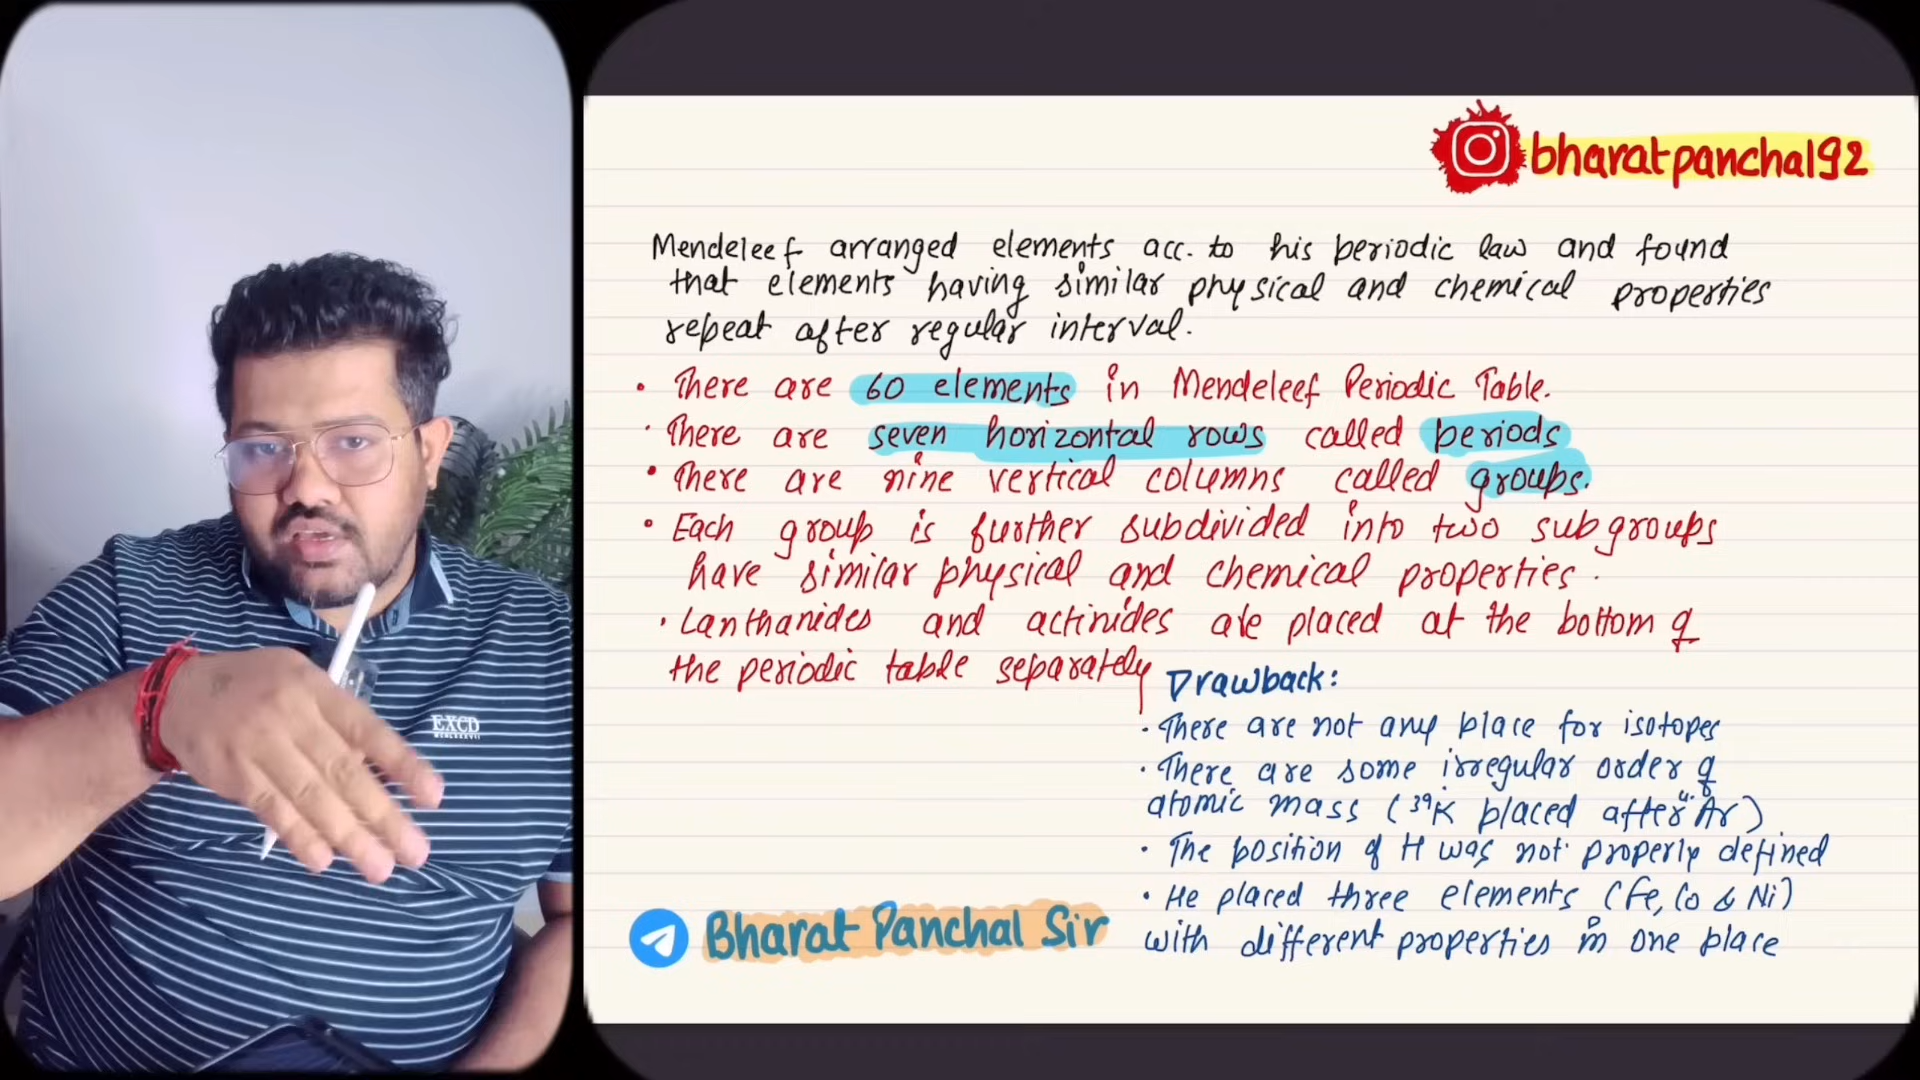 bharatpanchal92
Mendeleef arranged elements acc. to his periodic law and found
that elements having similar physical and chemical properties
repeat after regular interval.
• There are 60 elements in Mendeleef Periodic Table.
• There are seven horizontal rows called periods
• There are nine vertical columns called groups.
• Each group is further subdivided into two subgroups
have similar physical and chemical properties.
• Lanthanides and actinides are placed at the bottom of
the periodic table separately
Drawback:
• There are not any place for isotopes
• There are some irregular order of
atomic mass (³⁹K placed after Ar)
• The position of H was not properly defined
• He placed three elements (Fe, Co & Ni)
with different properties in one place
Bharat Panchal Sir
EXCD